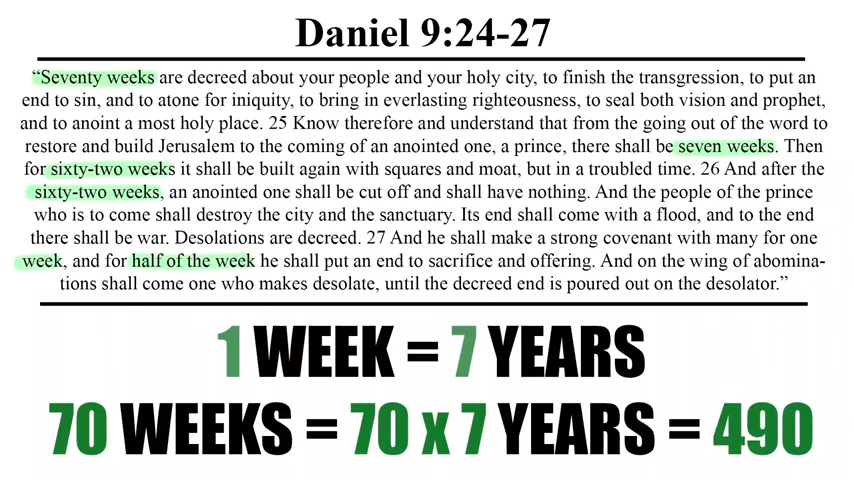 Daniel 9:24-27
“Seventy weeks are decreed about your people and your holy city, to finish the transgression, to put an
end to sin, and to atone for iniquity, to bring in everlasting righteousness, to seal both vision and prophet,
and to anoint a most holy place. 25 Know therefore and understand that from the going out of the word to
restore and build Jerusalem to the coming of an anointed one, a prince, there shall be seven weeks. Then
for sixty-two weeks it shall be built again with squares and moat, but in a troubled time. 26 And after the
sixty-two weeks, an anointed one shall be cut off and shall have nothing. And the people of the prince
who is to come shall destroy the city and the sanctuary. Its end shall come with a flood, and to the end
there shall be war. Desolations are decreed. 27 And he shall make a strong covenant with many for one
week, and for half of the week he shall put an end to sacrifice and offering. And on the wing of abomina-
tions shall come one who makes desolate, until the decreed end is poured out on the desolator.”
1 WEEK = 7 YEARS
70 WEEKS = 70 x 7 YEARS = 490